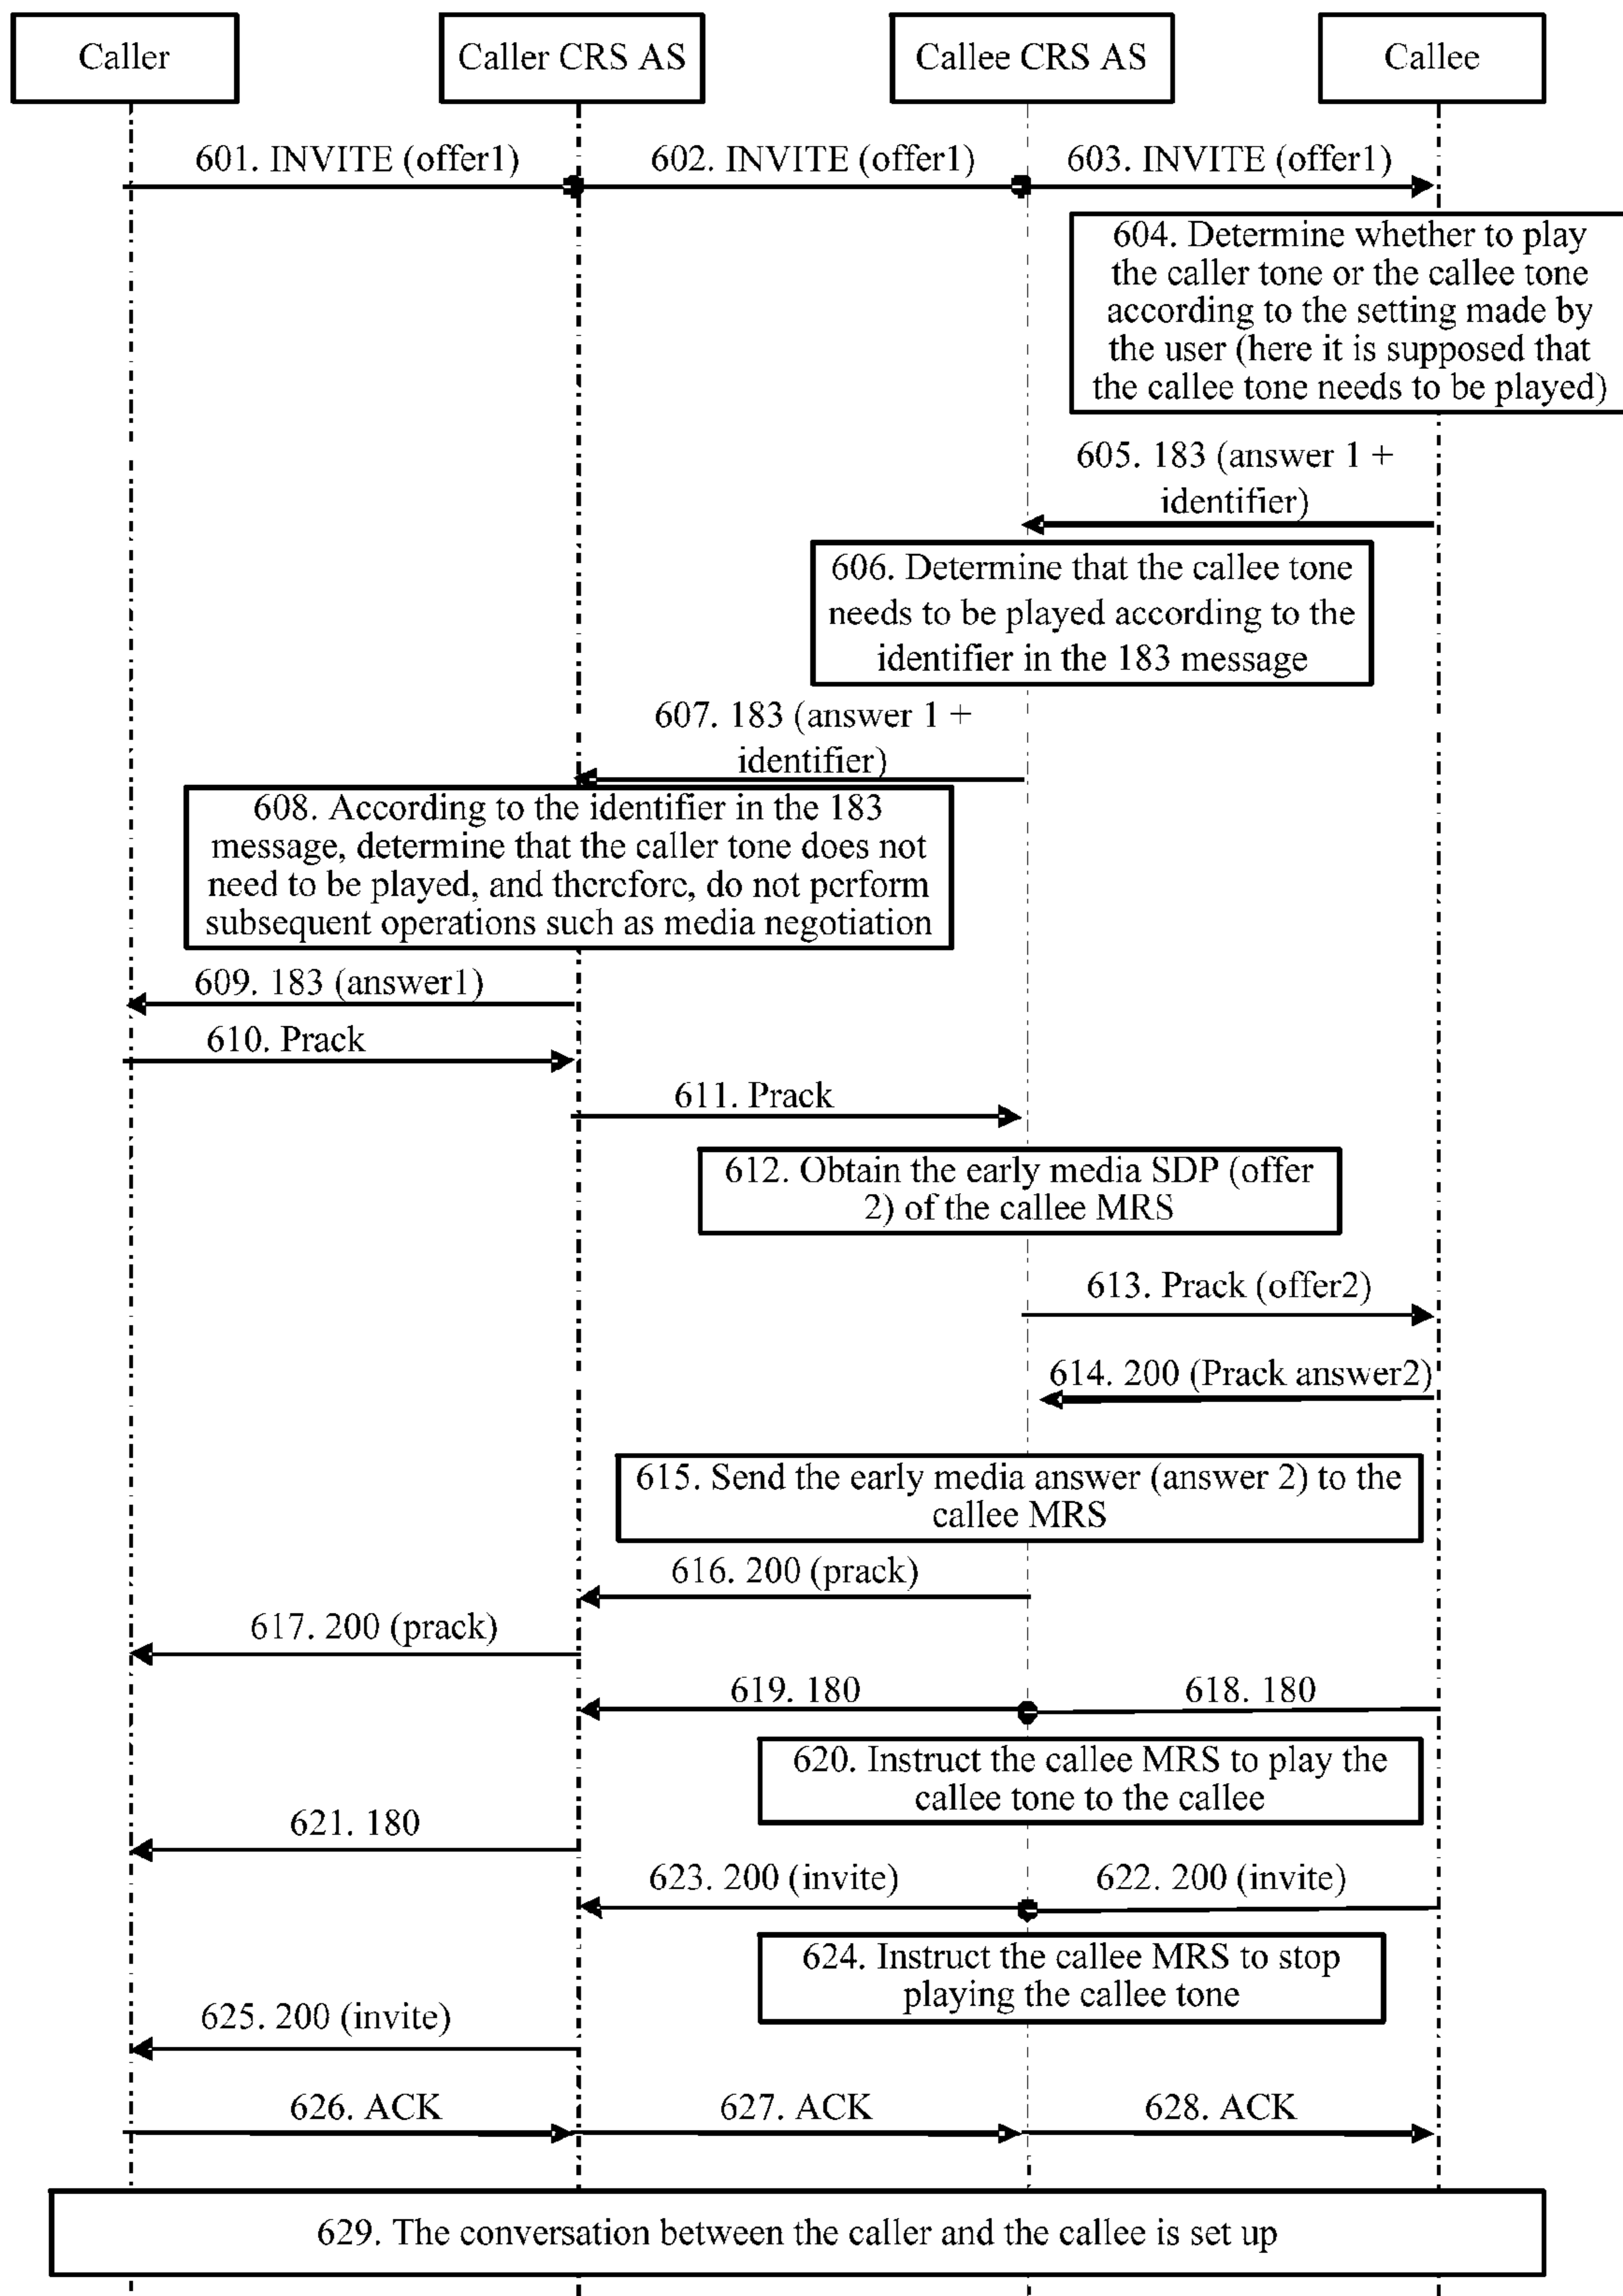 Caller
Caller CRS AS
Callee CRS AS
Callee
601. INVITE (offer1)
602. INVITE (offer1)
603. INVITE (offer1)
604. Determine whether to play
the caller tone or the callee tone
according to the setting made by
the user (here it is supposed that
the callee tone needs to be played)
605. 183 (answer 1 +
identifier)
606. Determine that the callee tone
needs to be played according to the
identifier in the 183 message
607. 183 (answer 1 +
identifier)
608. According to the identifier in the 183
message, determine that the caller tone does not
need to be played, and therefore, do not perform
subsequent operations such as media negotiation
609. 183 (answer1)
610. Prack
611. Prack
612. Obtain the early media SDP (offer
2) of the callee MRS
613. Prack (offer2)
614. 200 (Prack answer2)
615. Send the early media answer (answer 2) to the
callee MRS
616. 200 (prack)
617. 200 (prack)
619. 180
618. 180
620. Instruct the callee MRS to play the
callee tone to the callee
621. 180
623. 200 (invite)
622. 200 (invite)
624. Instruct the callee MRS to stop
playing the callee tone
625. 200 (invite)
626. ACK
627. ACK
628. ACK
629. The conversation between the caller and the callee is set up